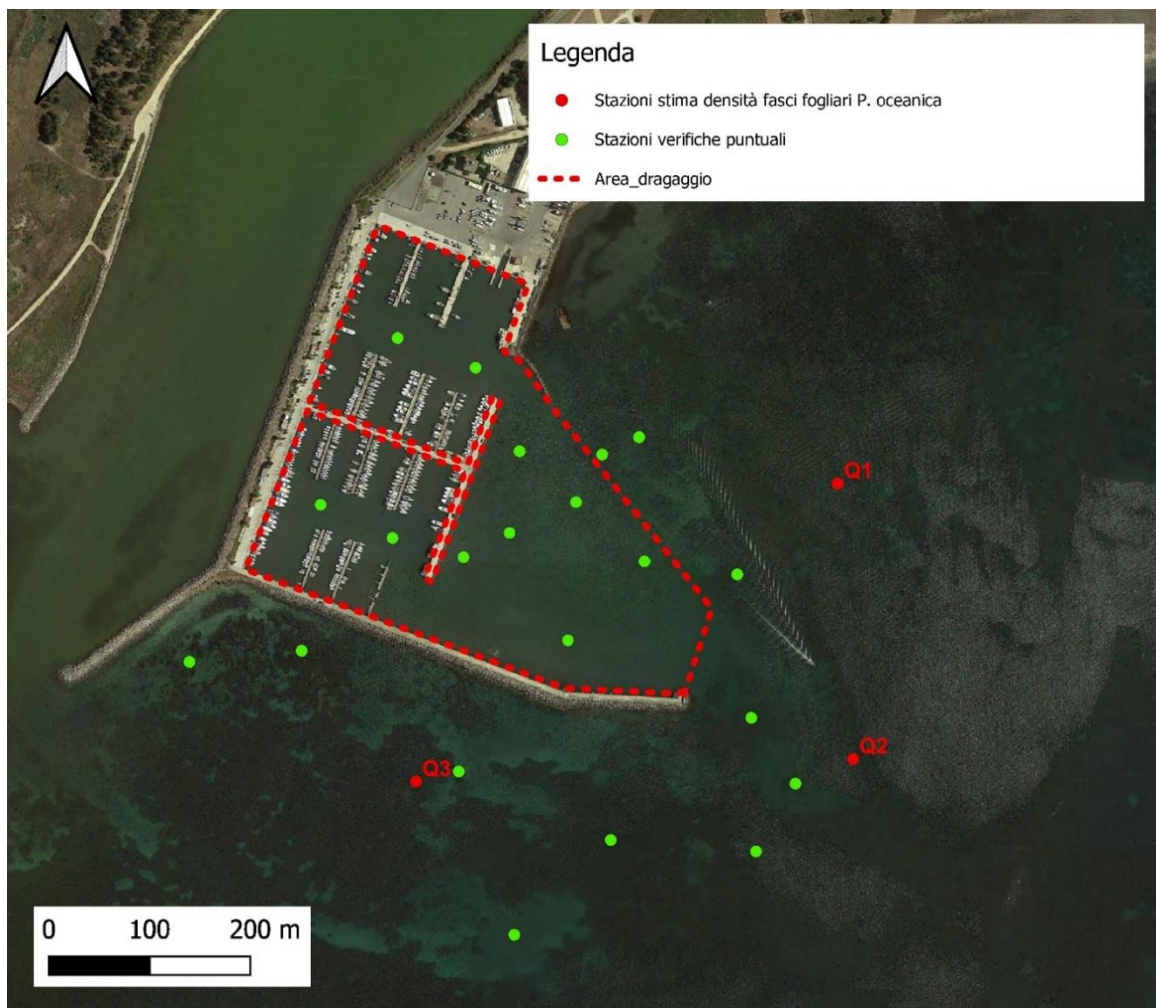 Legenda
Stazioni stima densità fasci fogliari P. oceanica
Stazioni verifiche puntuali
Area_dragaggio
Q1
Q2
Q3
0 100 200 m